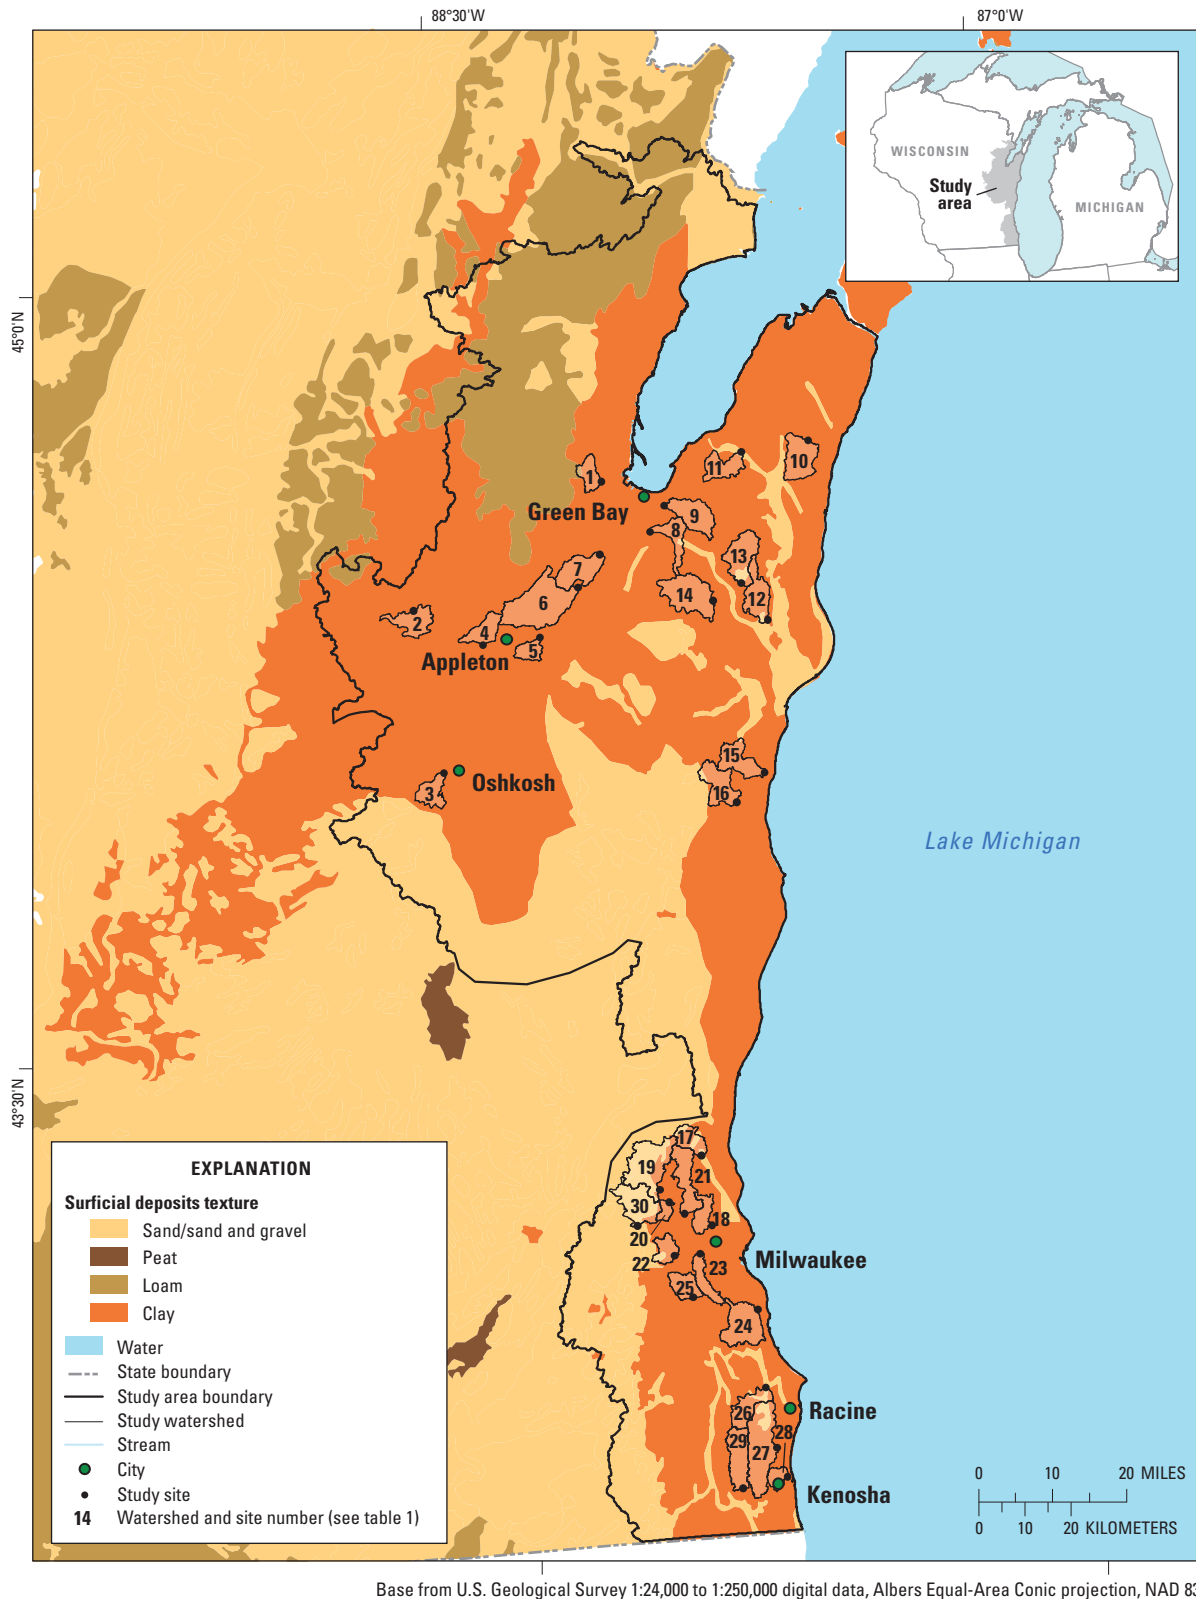 88°30'W
87°0'W
45°0'N
43°30'N
WISCONSIN
Study
area
MICHIGAN
1
Green Bay
11
10
9
8
13
7
6
14
12
2
4
5
Appleton
15
16
3
Oshkosh
Lake Michigan
17
19
21
30
18
20
22
23
Milwaukee
25
24
26
28
Racine
29
27
Kenosha
EXPLANATION
Surficial deposits texture
Sand/sand and gravel
Peat
Loam
Clay
Water
State boundary
Study area boundary
Study watershed
Stream
City
Study site
14 Watershed and site number (see table 1)
0 10 20 MILES
0 10 20 KILOMETERS
Base from U.S. Geological Survey 1:24,000 to 1:250,000 digital data, Albers Equal-Area Conic projection, NAD 83